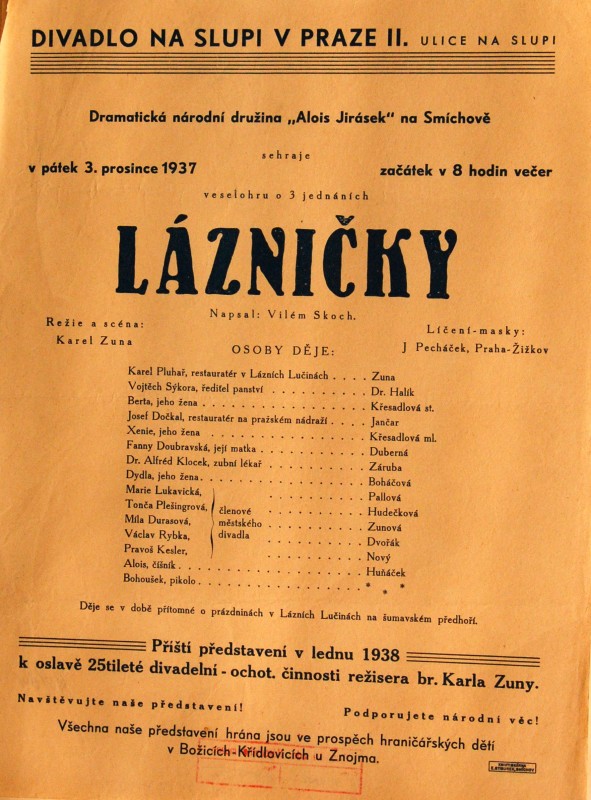 DIVADLO NA SLUPI V PRAZE II. ULICE NA SLUPI
Dramatická národní družina „Alois Jirásek“ na Smíchově
sehraje
v pátek 3. prosince 1937 začátek v 8 hodin večer
veselohru o 3 jednáních
LÁZNIČKY
Napsal: Vilém Skoch.
Režie a scéna: Líčení-masky:
Karel Zuna J Pecháček, Praha-Žižkov
OSOBY DĚJE:
Karel Pluhař, restauratér v Lázních Lučinách . . . . Zuna
Vojtěch Sýkora, ředitel panství . . . . . . . . . . Dr. Halík
Berta, jeho žena . . . . . . . . . . . . . . . . Křesadlová st.
Josef Dočkal, restauratér na pražském nádraží . . . . Jančar
Xenie, jeho žena . . . . . . . . . . . . . . . . Křesadlová ml.
Fanny Doubravská, její matka . . . . . . . . . . . Duberná
Dr. Alfréd Klocek, zubní lékař . . . . . . . . . . . Záruba
Dydla, jeho žena . . . . . . . . . . . . . . . . Boháčová
Marie Lukavická, . . . . . . . . . Pallová
Tonča Plešingrová, členové . . . . . . . . . Hudečková
Míla Durasová, městského . . . . . . . . . Zunová
Václav Rybka, divadla . . . . . . . . . Dvořák
Pravoš Kesler, . . . . . . . . . Nový
Alois, číšník . . . . . . . . . . . . . . . . . . Huňáček
Bohoušek, pikolo . . . . . . . . . . . . . . . . * * *
Děje se v době přítomné o prázdninách v Lázních Lučinách na šumavském předhoří.
Příští představení v lednu 1938
k oslavě 25tileté divadelní - ochot. činnosti režisera br. Karla Zuny.
Navštěvujte naše představení! Podporujete národní věc!
Všechna naše představení hrána jsou ve prospěch hraničářských dětí
v Božicích-Křídlovicích u Znojma.